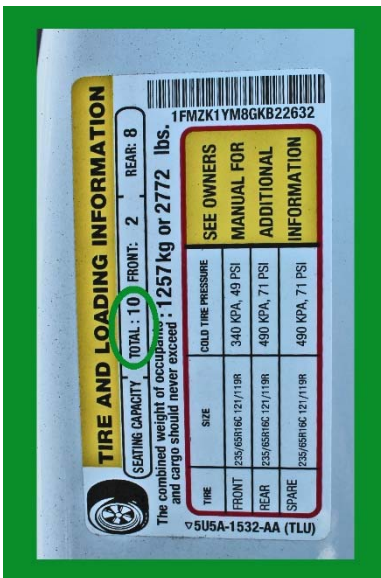 TIRE AND LOADING INFORMATION
SEATING CAPACITY TOTAL : 10 FRONT: 2 REAR: 8
The combined weight of occupants : 1257 kg or 2772 lbs.
and cargo should never exceed
TIRE SIZE COLD TIRE PRESSURE SEE OWNERS
FRONT 235/65R16C 121/119R 340 KPA, 49 PSI MANUAL FOR
REAR 235/65R16C 121/119R 490 KPA, 71 PSI ADDITIONAL
SPARE 235/65R16C 121/119R 490 KPA, 71 PSI INFORMATION
5U5A-1532-AA (TLU)
1FMZK1YM8GKB22632